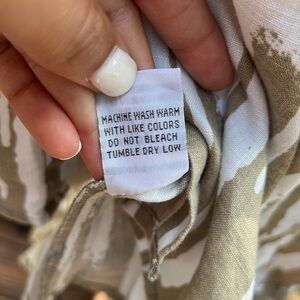 MACHINE WASH WARM
WITH LIKE COLORS
DO NOT BLEACH
TUMBLE DRY LOW